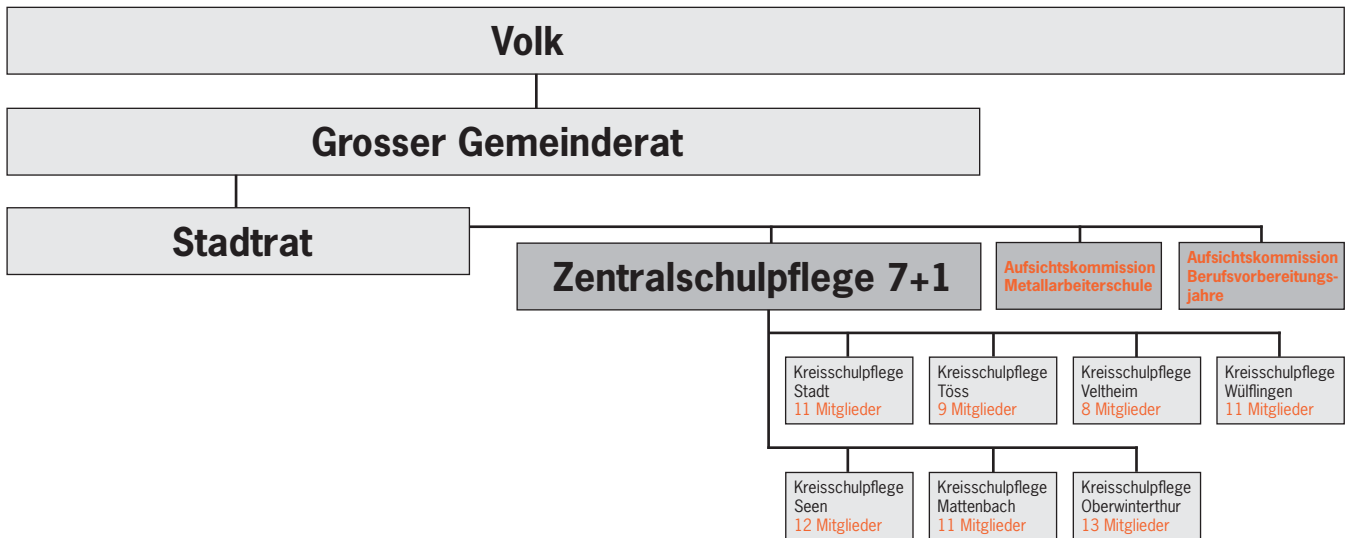 Volk
Grosser Gemeinderat
Stadtrat
Zentralschulpflege 7+1
Aufsichtskommission
Metallarbeiterschule
Aufsichtskommission
Berufsvorbereitungs-
jahre
Kreisschulpflege
Stadt
11 Mitglieder
Kreisschulpflege
Töss
9 Mitglieder
Kreisschulpflege
Veltheim
8 Mitglieder
Kreisschulpflege
Wülflingen
11 Mitglieder
Kreisschulpflege
Seen
12 Mitglieder
Kreisschulpflege
Mattenbach
11 Mitglieder
Kreisschulpflege
Oberwinterthur
13 Mitglieder